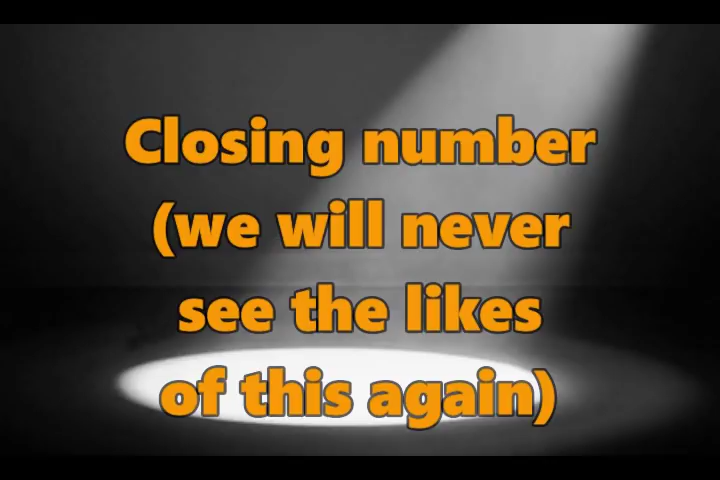 Closing number
(we will never
see the likes
of this again)